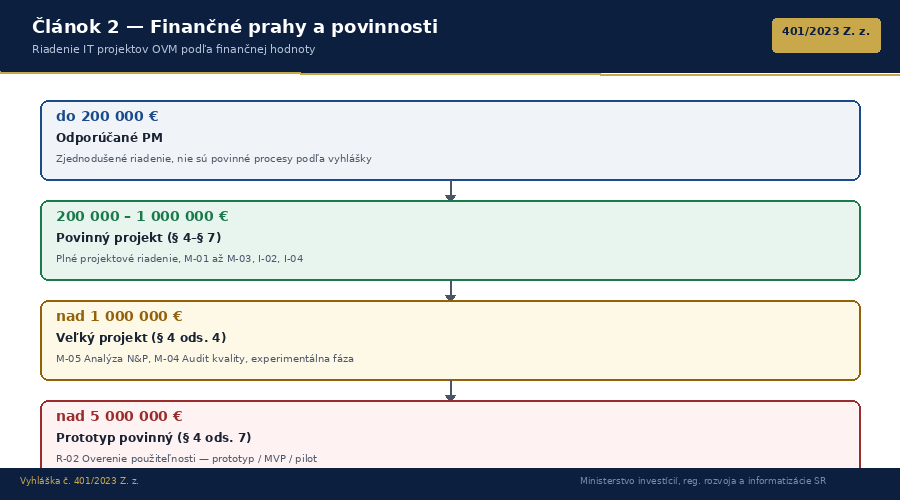 Článok 2 — Finančné prahy a povinnosti
Riadenie IT projektov OVM podľa finančnej hodnoty
401/2023 Z. z.
do 200 000 €
Odporúčané PM
Zjednodušené riadenie, nie sú povinné procesy podľa vyhlášky
200 000 – 1 000 000 €
Povinný projekt (§ 4–§ 7)
Plné projektové riadenie, M-01 až M-03, I-02, I-04
nad 1 000 000 €
Veľký projekt (§ 4 ods. 4)
M-05 Analýza N&P, M-04 Audit kvality, experimentálna fáza
nad 5 000 000 €
Prototyp povinný (§ 4 ods. 7)
R-02 Overenie použiteľnosti — prototyp / MVP / pilot
Vyhláška č. 401/2023 Z. z.
Ministerstvo investícií, reg. rozvoja a informatizácie SR